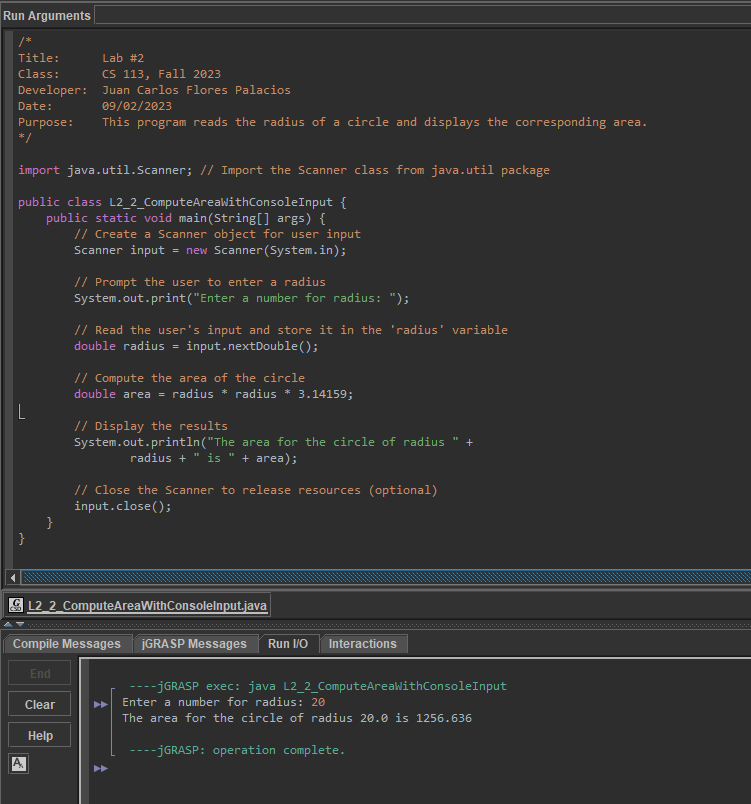 Run Arguments
/*
Title:      Lab #2
Class:      CS 113, Fall 2023
Developer:  Juan Carlos Flores Palacios
Date:       09/02/2023
Purpose:    This program reads the radius of a circle and displays the corresponding area.
*/
import java.util.Scanner; // Import the Scanner class from java.util package
public class L2_2_ComputeAreaWithConsoleInput {
    public static void main(String[] args) {
        // Create a Scanner object for user input
        Scanner input = new Scanner(System.in);
        // Prompt the user to enter a radius
        System.out.print("Enter a number for radius: ");
        // Read the user's input and store it in the 'radius' variable
        double radius = input.nextDouble();
        // Compute the area of the circle
        double area = radius * radius * 3.14159;
        // Display the results
        System.out.println("The area for the circle of radius " +
                radius + " is " + area);
        // Close the Scanner to release resources (optional)
        input.close();
    }
}
L2_2_ComputeAreaWithConsoleInput.java
Compile Messages jGRASP Messages Run I/O Interactions
End
Clear
Help
 ----jGRASP exec: java L2_2_ComputeAreaWithConsoleInput
Enter a number for radius: 20
The area for the circle of radius 20.0 is 1256.636
 ----jGRASP: operation complete.